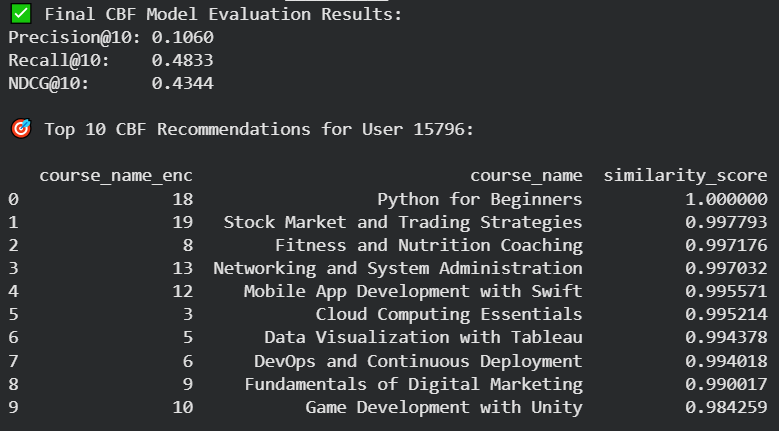 ✅ Final CBF Model Evaluation Results:
Precision@10: 0.1060
Recall@10:    0.4833
NDCG@10:      0.4344
🎯 Top 10 CBF Recommendations for User 15796:
course_name_enc course_name similarity_score
0 18 Python for Beginners 1.000000
1 19 Stock Market and Trading Strategies 0.997793
2 8 Fitness and Nutrition Coaching 0.997176
3 13 Networking and System Administration 0.997032
4 12 Mobile App Development with Swift 0.995571
5 3 Cloud Computing Essentials 0.995214
6 5 Data Visualization with Tableau 0.994378
7 6 DevOps and Continuous Deployment 0.994018
8 9 Fundamentals of Digital Marketing 0.990017
9 10 Game Development with Unity 0.984259